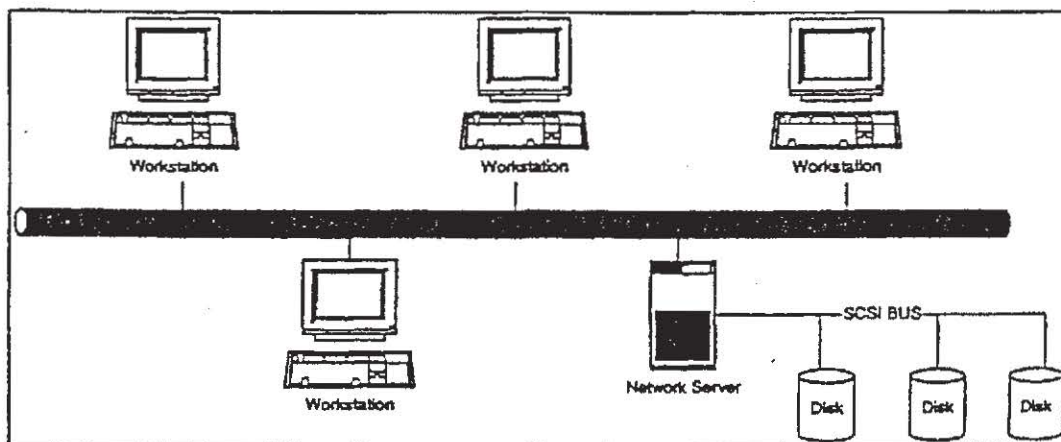 Workstation
Workstation
Workstation
SCSI BUS
Workstation
Network Server
Disk
Disk
Disk